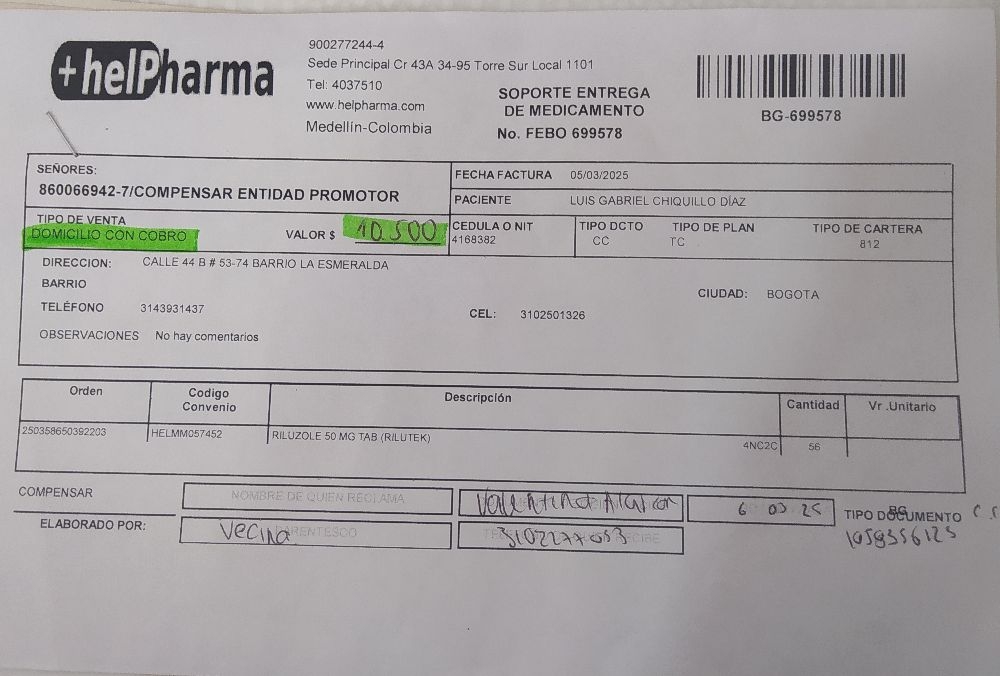 +helPharma
900277244-4
Sede Principal Cr 43A 34-95 Torre Sur Local 1101
Tel: 4037510
www.helpharma.com
Medellín-Colombia
SOPORTE ENTREGA
DE MEDICAMENTO
No. FEBO 699578
BG-699578
SEÑORES:
860066942-7/COMPENSAR ENTIDAD PROMOTOR
FECHA FACTURA 05/03/2025
PACIENTE LUIS GABRIEL CHIQUILLO DÍAZ
TIPO DE VENTA
DOMICILIO CON COBRO
VALOR $ 10.500
CEDULA O NIT
4168382
TIPO DCTO
CC
TIPO DE PLAN
TC
TIPO DE CARTERA
812
DIRECCION: CALLE 44 B # 53-74 BARRIO LA ESMERALDA
BARRIO
CIUDAD: BOGOTA
TELÉFONO 3143931437
CEL: 3102501326
OBSERVACIONES No hay comentarios
Orden Codigo Convenio Descripción Cantidad Vr .Unitario
250358650392203 HELMM057452 RILUZOLE 50 MG TAB (RILUTEK) 4NC2C 56
COMPENSAR NOMBRE DE QUIEN RECLAMA Valentina 6 03 25 TIPO DOCUMENTO
BG
ELABORADO POR: Vecina PARENTESCO 3102277053 RECIBE 1058356125